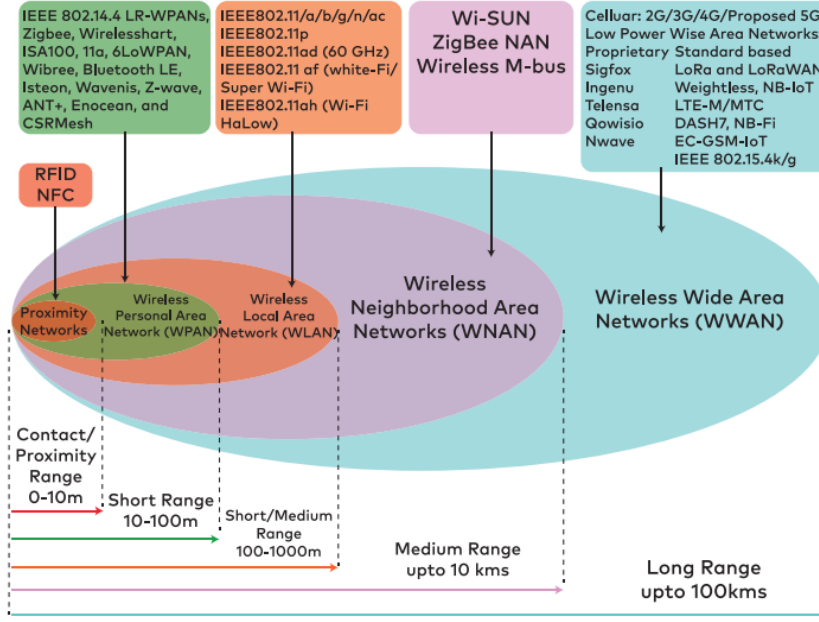 IEEE 802.14.4 LR-WPANs,
Zigbee, Wirelesshart,
ISA100, 11a, 6LoWPAN,
Wibree, Bluetooth LE,
Isteon, Wavenis, Z-wave,
ANT+, Enocean, and
CSRMesh
IEEE802.11/a/b/g/n/ac
IEEE802.11p
IEEE802.11ad (60 GHz)
IEEE802.11 af (white-Fi/
Super Wi-Fi)
IEEE802.11ah (Wi-Fi
HaLow)
Wi-SUN
ZigBee NAN
Wireless M-bus
Celluar: 2G/3G/4G/Proposed 5G
Low Power Wise Area Networks
Proprietary Standard based
Sigfox LoRa and LoRaWAN
Ingenu Weightless, NB-IoT
Telensa LTE-M/MTC
Qowisio DASH7, NB-Fi
Nwave EC-GSM-IoT
IEEE 802.15.4k/g
RFID
NFC
Proximity
Networks
Wireless
Personal Area
Network (WPAN)
Wireless
Local Area
Network (WLAN)
Wireless
Neighborhood Area
Networks (WNAN)
Wireless Wide Area
Networks (WWAN)
Contact/
Proximity
Range
0-10m
Short Range
10-100m
Short/Medium
Range
100-1000m
Medium Range
upto 10 kms
Long Range
upto 100kms